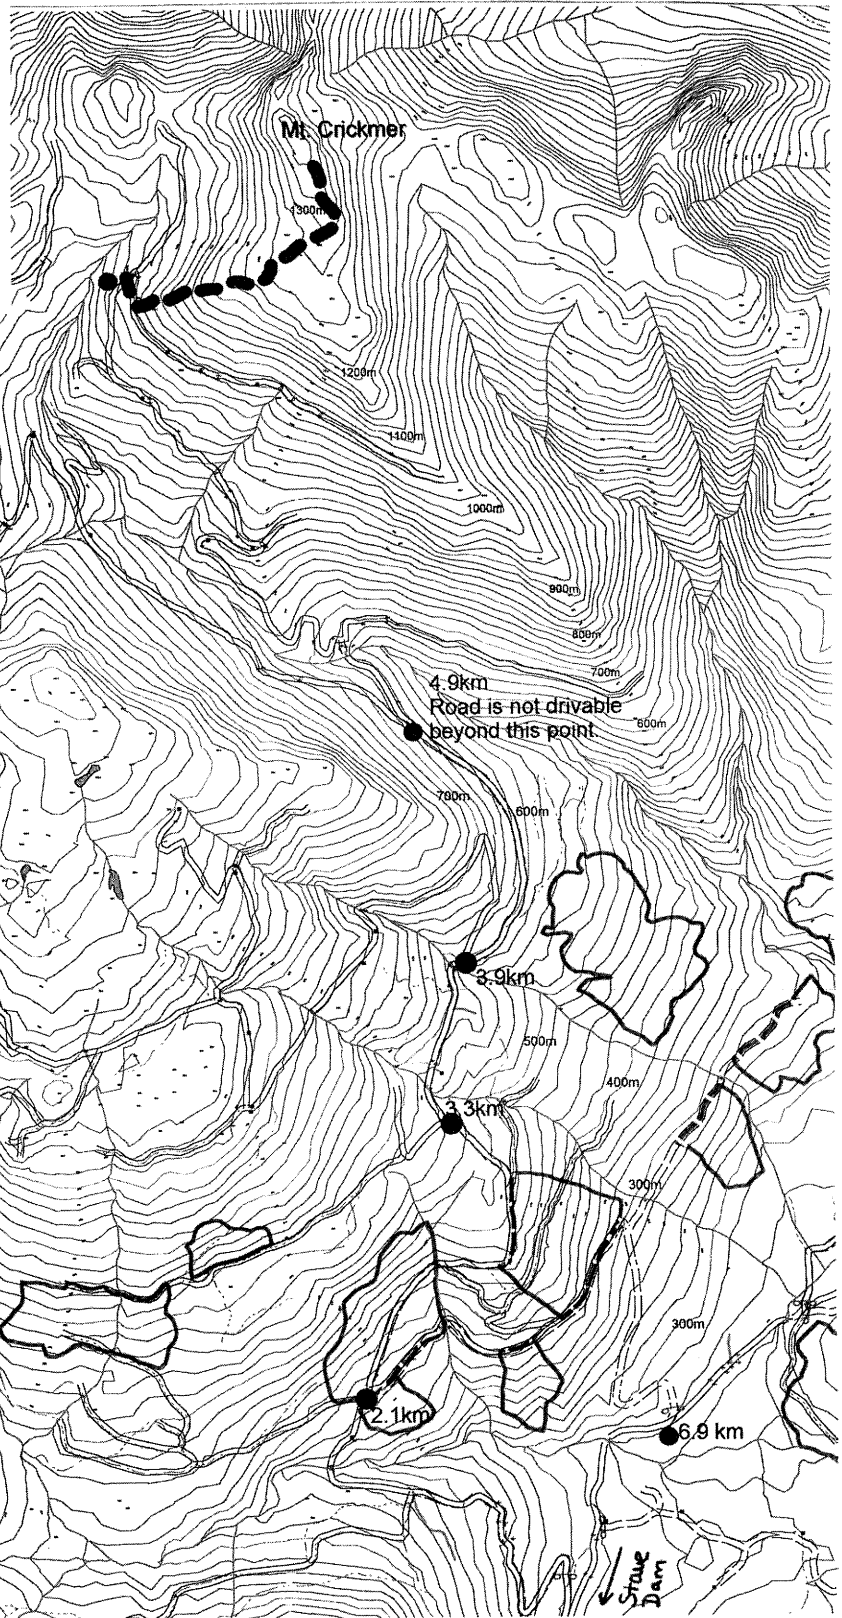 Mt. Crickmer
1300m
1200m
1100m
1000m
900m
800m
700m
4.9km
Road is not drivable
beyond this point.
600m
700m
600m
3.9km
500m
400m
3.3km
300m
300m
2.1km
6.9 km
Stave
Dam